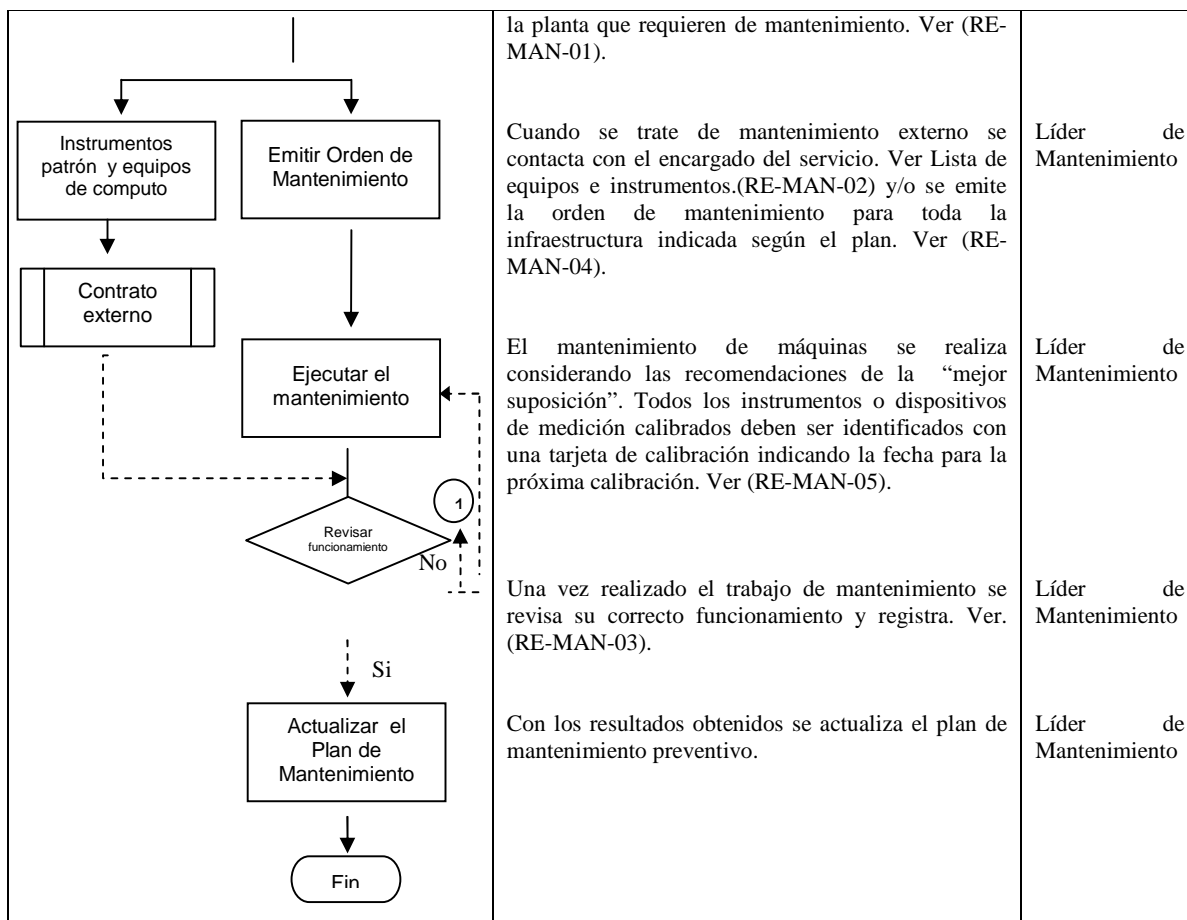 la planta que requieren de mantenimiento. Ver (RE-
MAN-01).
Instrumentos
patrón y equipos
de computo
Emitir Orden de
Mantenimiento
Cuando se trate de mantenimiento externo se
contacta con el encargado del servicio. Ver Lista de
equipos e instrumentos.(RE-MAN-02) y/o se emite
la orden de mantenimiento para toda la
infraestructura indicada según el plan. Ver (RE-
MAN-04).
Líder de
Mantenimiento
Contrato
externo
Ejecutar el
mantenimiento
El mantenimiento de máquinas se realiza
considerando las recomendaciones de la “mejor
suposición”. Todos los instrumentos o dispositivos
de medición calibrados deben ser identificados con
una tarjeta de calibración indicando la fecha para la
próxima calibración. Ver (RE-MAN-05).
Líder de
Mantenimiento
1
Revisar
funcionamiento
No
Una vez realizado el trabajo de mantenimiento se
revisa su correcto funcionamiento y registra. Ver.
(RE-MAN-03).
Líder de
Mantenimiento
Si
Actualizar el
Plan de
Mantenimiento
Con los resultados obtenidos se actualiza el plan de
mantenimiento preventivo.
Líder de
Mantenimiento
Fin